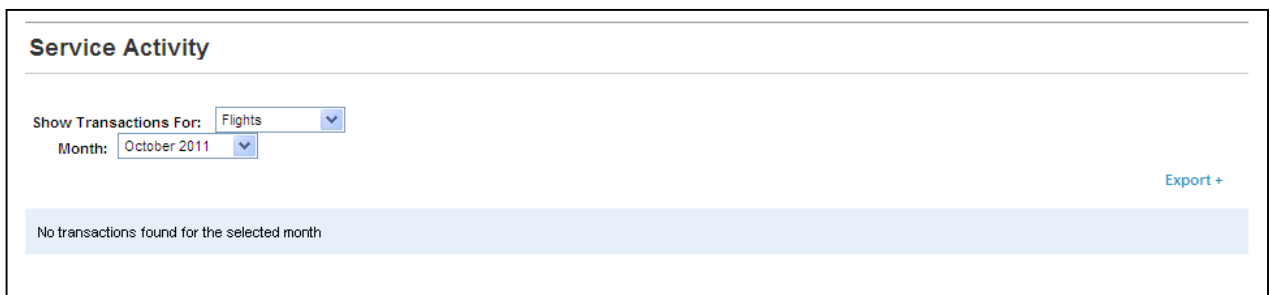 Service Activity
Show Transactions For: Flights
Month: October 2011
Export +
No transactions found for the selected month